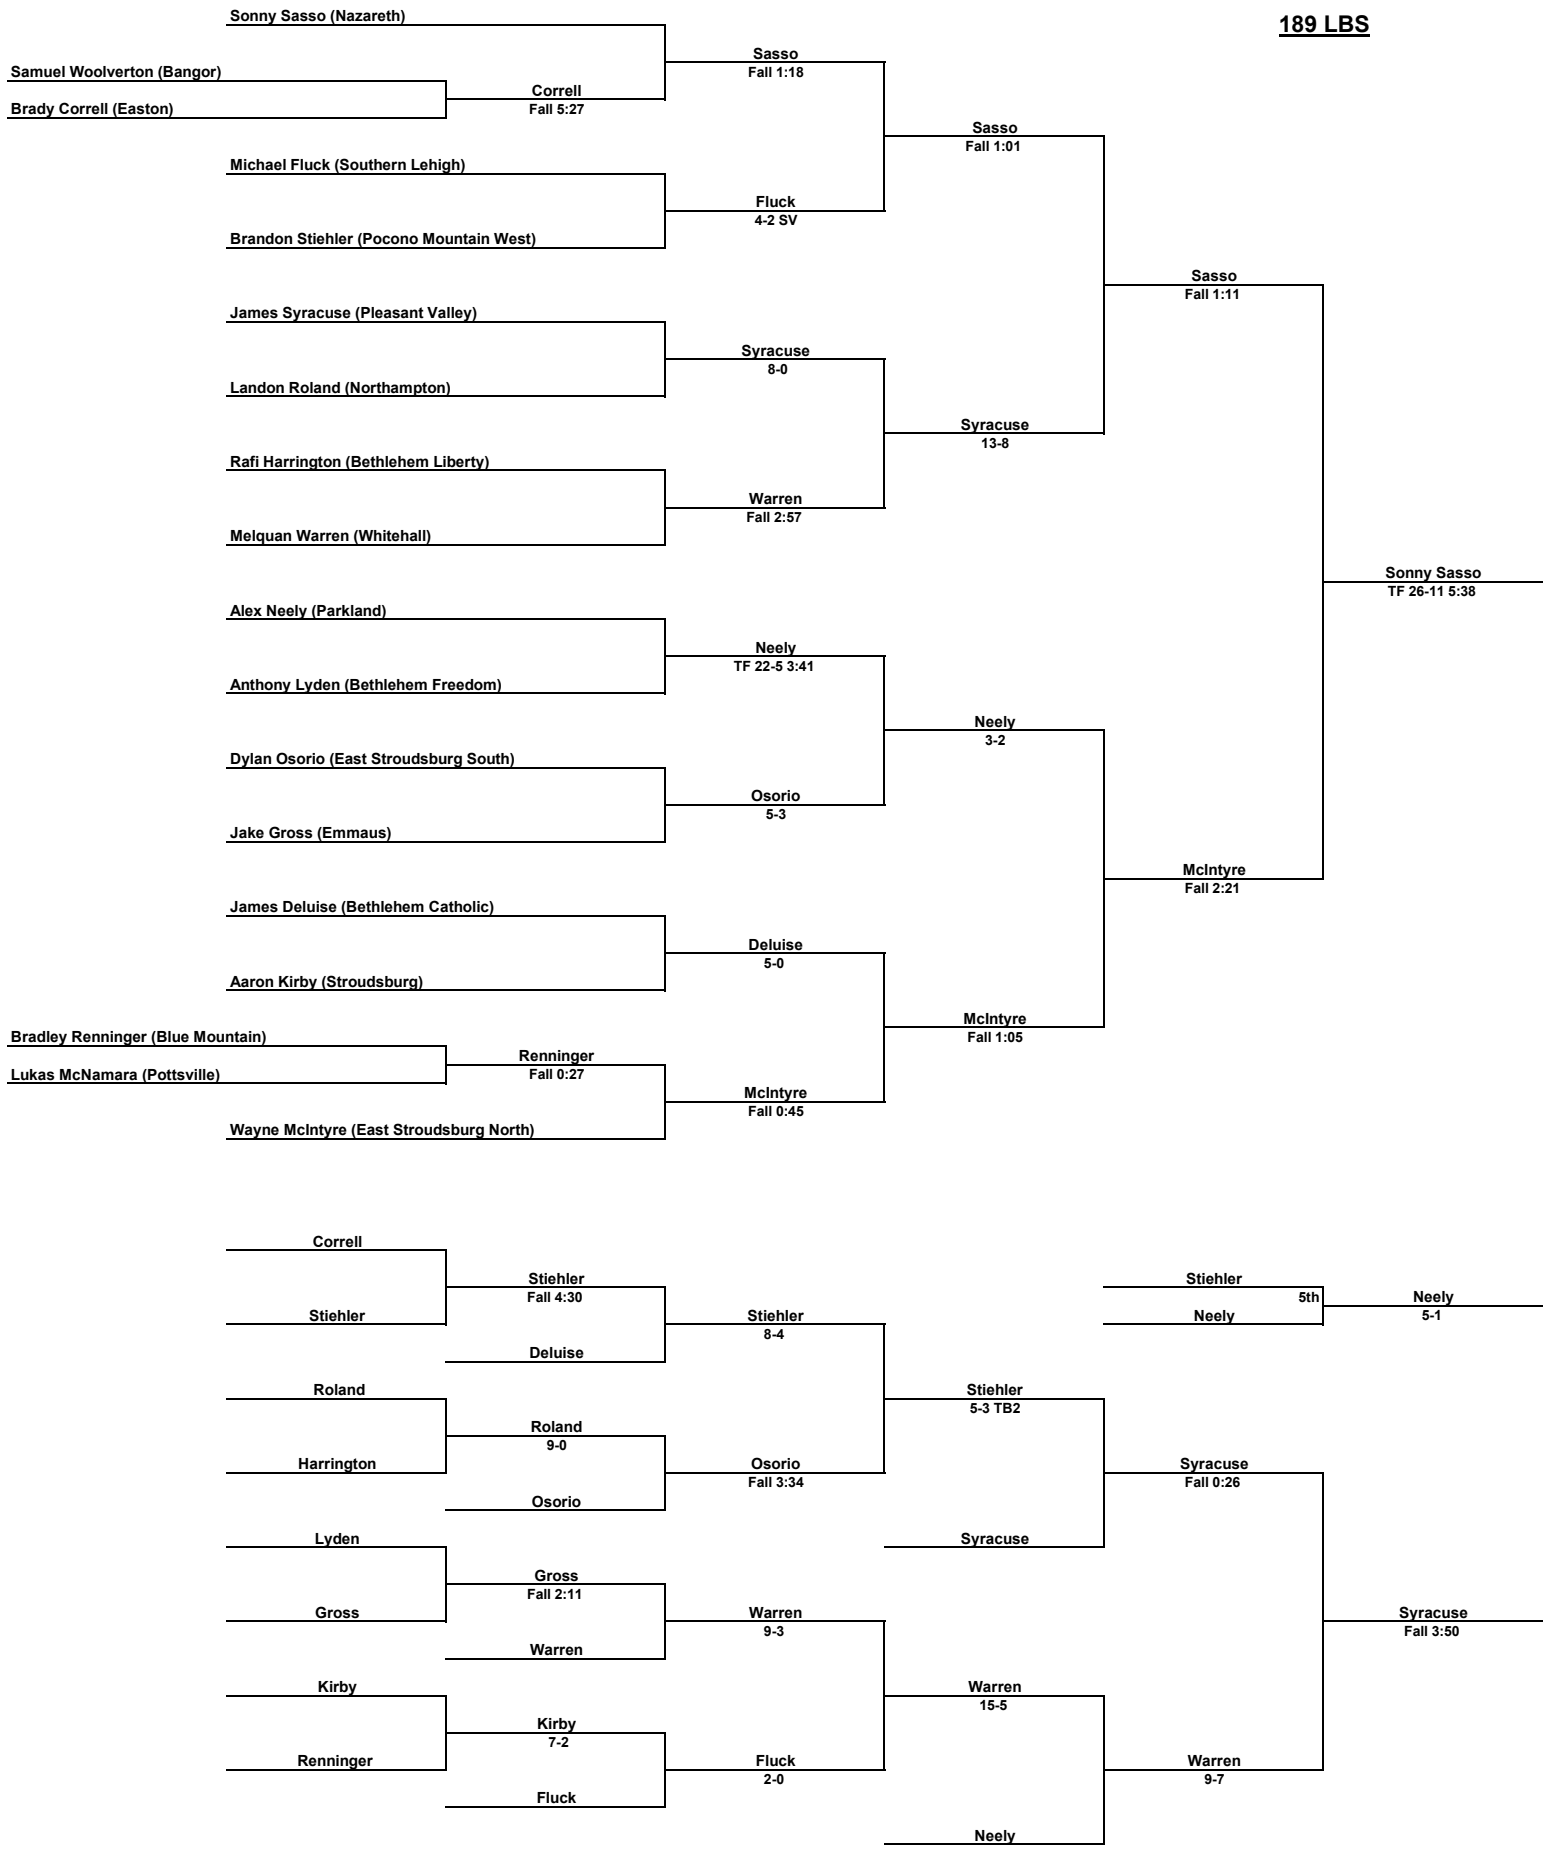 189 LBS
Sonny Sasso (Nazareth)
Sasso
Fall 1:18
Samuel Woolverton (Bangor)
Correll
Fall 5:27
Brady Correll (Easton)
Sasso
Fall 1:01
Michael Fluck (Southern Lehigh)
Fluck
4-2 SV
Brandon Stiehler (Pocono Mountain West)
Sasso
Fall 1:11
James Syracuse (Pleasant Valley)
Syracuse
8-0
Landon Roland (Northampton)
Syracuse
13-8
Rafi Harrington (Bethlehem Liberty)
Warren
Fall 2:57
Melquan Warren (Whitehall)
Sonny Sasso
TF 26-11 5:38
Alex Neely (Parkland)
Neely
TF 22-5 3:41
Anthony Lyden (Bethlehem Freedom)
Neely
3-2
Dylan Osorio (East Stroudsburg South)
Osorio
5-3
Jake Gross (Emmaus)
McIntyre
Fall 2:21
James Deluise (Bethlehem Catholic)
Deluise
5-0
Aaron Kirby (Stroudsburg)
McIntyre
Fall 1:05
Bradley Renninger (Blue Mountain)
Renninger
Fall 0:27
Lukas McNamara (Pottsville)
McIntyre
Fall 0:45
Wayne McIntyre (East Stroudsburg North)
Correll
Stiehler
Fall 4:30
Stiehler
5th
Neely
5-1
Stiehler
Stiehler
8-4
Neely
Deluise
Roland
Stiehler
5-3 TB2
Roland
9-0
Harrington
Osorio
Fall 3:34
Syracuse
Fall 0:26
Osorio
Lyden
Syracuse
Gross
Fall 2:11
Gross
Warren
9-3
Syracuse
Fall 3:50
Warren
Kirby
Warren
15-5
Kirby
7-2
Renninger
Fluck
2-0
Warren
9-7
Fluck
Neely